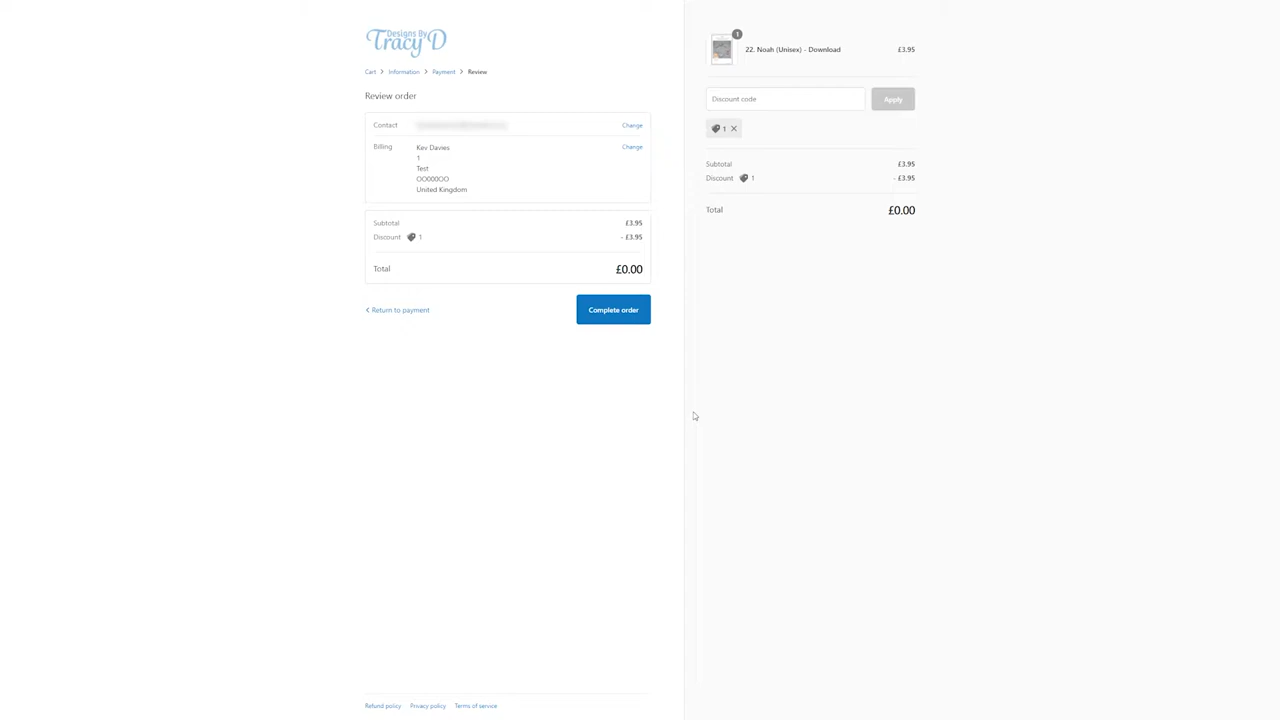 Designs By
Tracy D
Cart > Information > Payment > Review
Review order
Contact Change
Billing Kev Davies Change
1
Test
OO000OO
United Kingdom
Subtotal £3.95
Discount 1 - £3.95
Total £0.00
< Return to payment Complete order
Refund policy Privacy policy Terms of service
1
22. Noah (Unisex) - Download £3.95
Discount code Apply
1 ×
Subtotal £3.95
Discount 1 - £3.95
Total £0.00